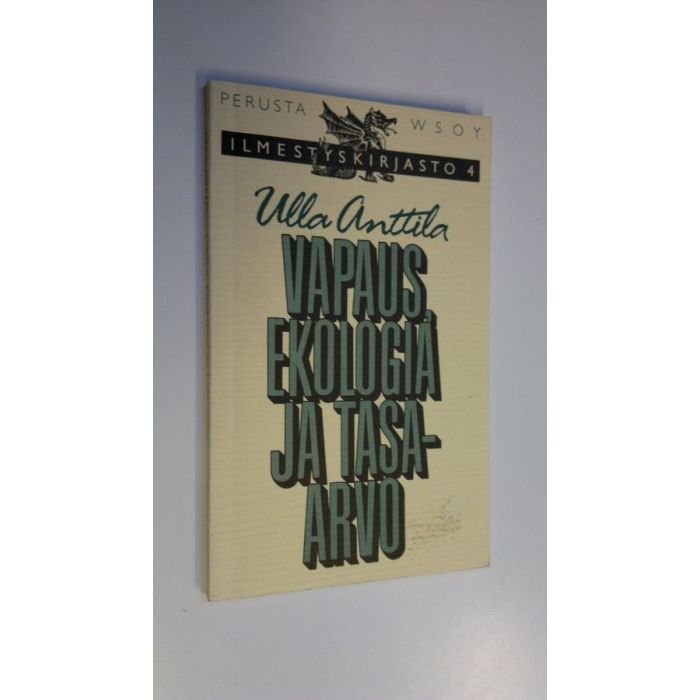 PERUSTA WSOY
ILMESTYSKIRJASTO 4
Ulla Anttila
VAPAUS,
EKOLOGIA
JA TASA-
ARVO